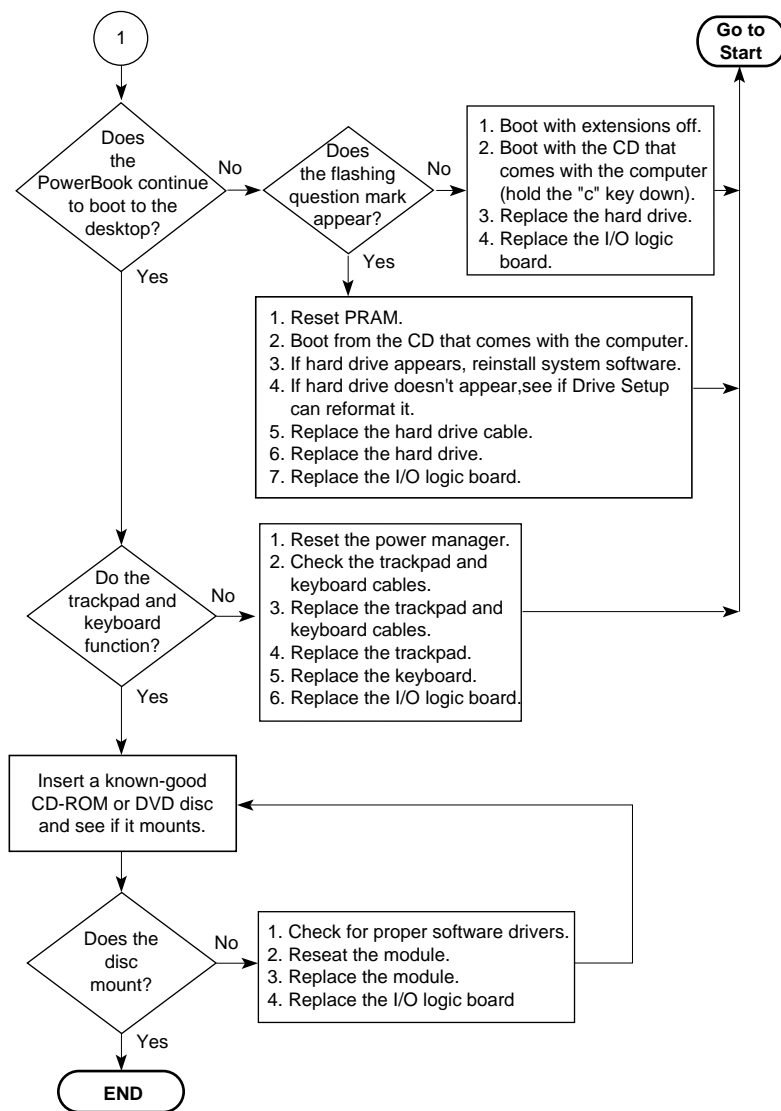 1
Go to
Start
Does
the
PowerBook continue
to boot to the
desktop?
No
Yes
Does
the flashing
question mark
appear?
No
Yes
1. Boot with extensions off.
2. Boot with the CD that
comes with the computer
(hold the "c" key down).
3. Replace the hard drive.
4. Replace the I/O logic
board.
1. Reset PRAM.
2. Boot from the CD that comes with the computer.
3. If hard drive appears, reinstall system software.
4. If hard drive doesn't appear,see if Drive Setup
can reformat it.
5. Replace the hard drive cable.
6. Replace the hard drive.
7. Replace the I/O logic board.
Do the
trackpad and
keyboard
function?
No
Yes
1. Reset the power manager.
2. Check the trackpad and
keyboard cables.
3. Replace the trackpad and
keyboard cables.
4. Replace the trackpad.
5. Replace the keyboard.
6. Replace the I/O logic board.
Insert a known-good
CD-ROM or DVD disc
and see if it mounts.
Does the
disc
mount?
No
Yes
1. Check for proper software drivers.
2. Reseat the module.
3. Replace the module.
4. Replace the I/O logic board
END